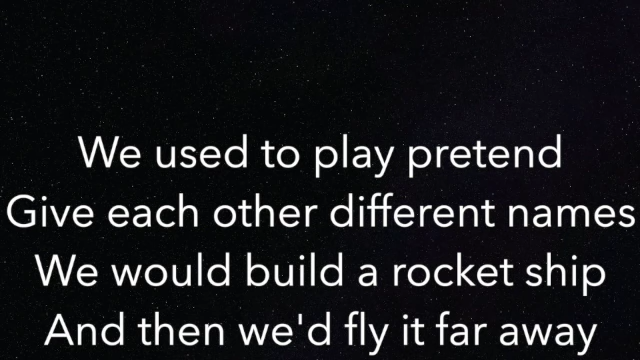 We used to play pretend
Give each other different names
We would build a rocket ship
And then we'd fly it far away